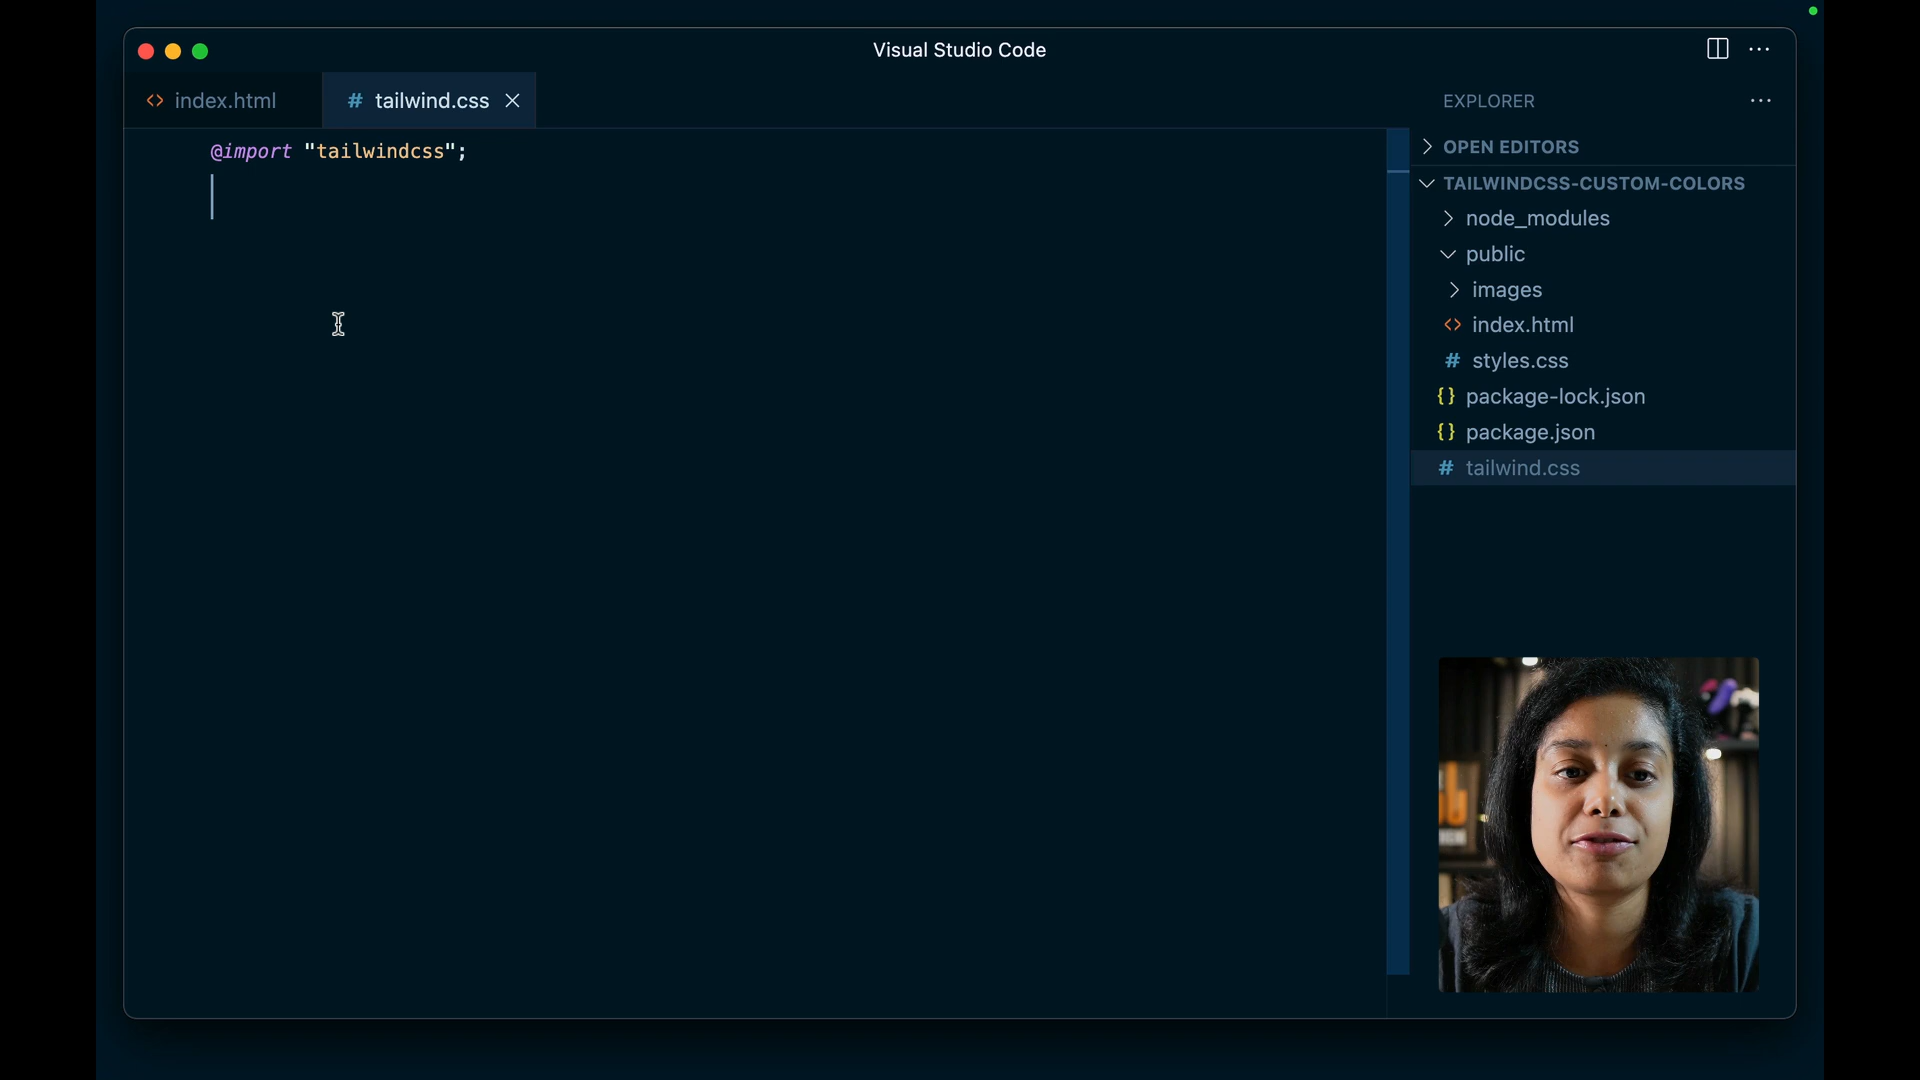 Visual Studio Code
index.html
# tailwind.css
@import "tailwindcss";
EXPLORER
OPEN EDITORS
TAILWINDCSS-CUSTOM-COLORS
node_modules
public
images
<> index.html
# styles.css
{} package-lock.json
{} package.json
# tailwind.css